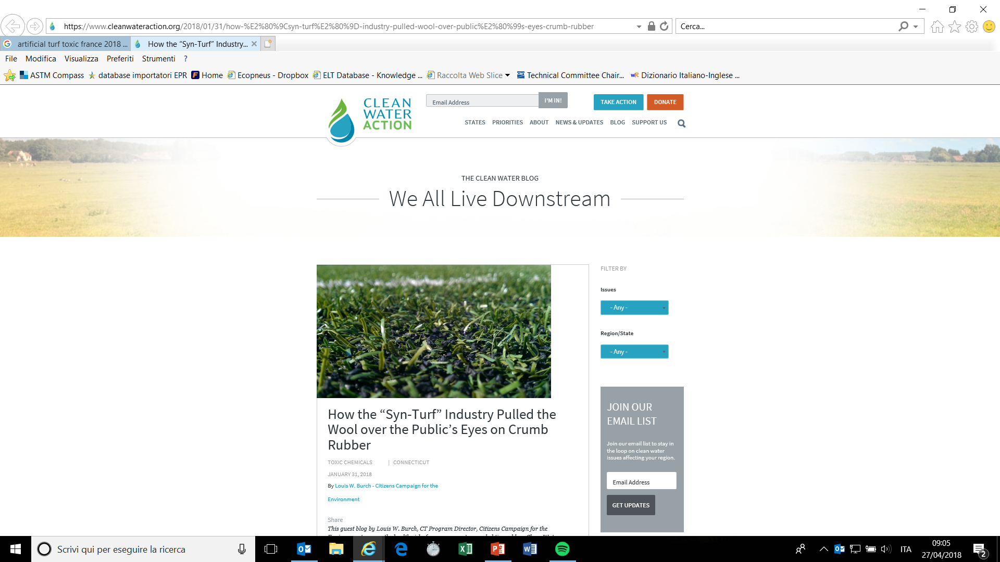 https://www.cleanwateraction.org/2018/01/31/how-%E2%80%9Csyn-turf%E2%80%9D-industry-pulled-wool-over-public%E2%80%99s-eyes-crumb-rubber
Cerca...
artificial turf toxic france 2018 ...
How the “Syn-Turf” Industry...
File Modifica Visualizza Preferiti Strumenti ?
ASTM Compass database importatori EPR Home Ecopneus - Dropbox ELT Database - Knowledge ... Raccolta Web Slice Technical Committee Chair... Dizionario Italiano-Inglese ...
CLEAN
WATER
ACTION
Email Address
I'M IN!
TAKE ACTION
DONATE
STATES PRIORITIES ABOUT NEWS & UPDATES BLOG SUPPORT US
THE CLEAN WATER BLOG
We All Live Downstream
How the “Syn-Turf” Industry Pulled the
Wool over the Public’s Eyes on Crumb
Rubber
TOXIC CHEMICALS | CONNECTICUT
JANUARY 31, 2018
By Louis W. Burch - Citizens Campaign for the
Environment
Share
This guest blog by Louis W. Burch, CT Program Director, Citizens Campaign for the
FILTER BY
Issues
- Any -
Region/State
- Any -
JOIN OUR
EMAIL LIST
Join our email list to stay in
the loop on clean water
issues affecting your region.
Email Address
GET UPDATES
Scrivi qui per eseguire la ricerca
ITA
09:05
27/04/2018
2